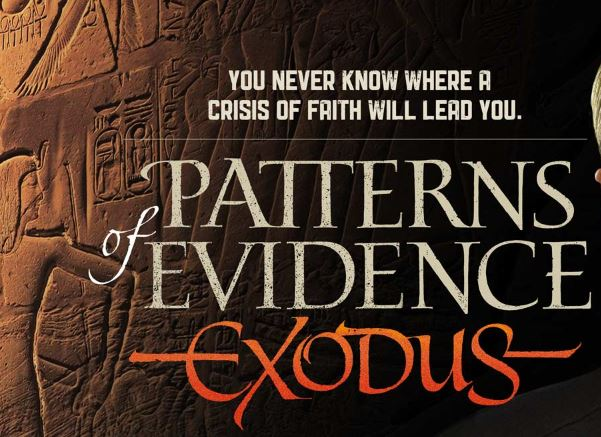 YOU NEVER KNOW WHERE A
CRISIS OF FAITH WILL LEAD YOU.
PATTERNS
of EVIDENCE
EXODUS